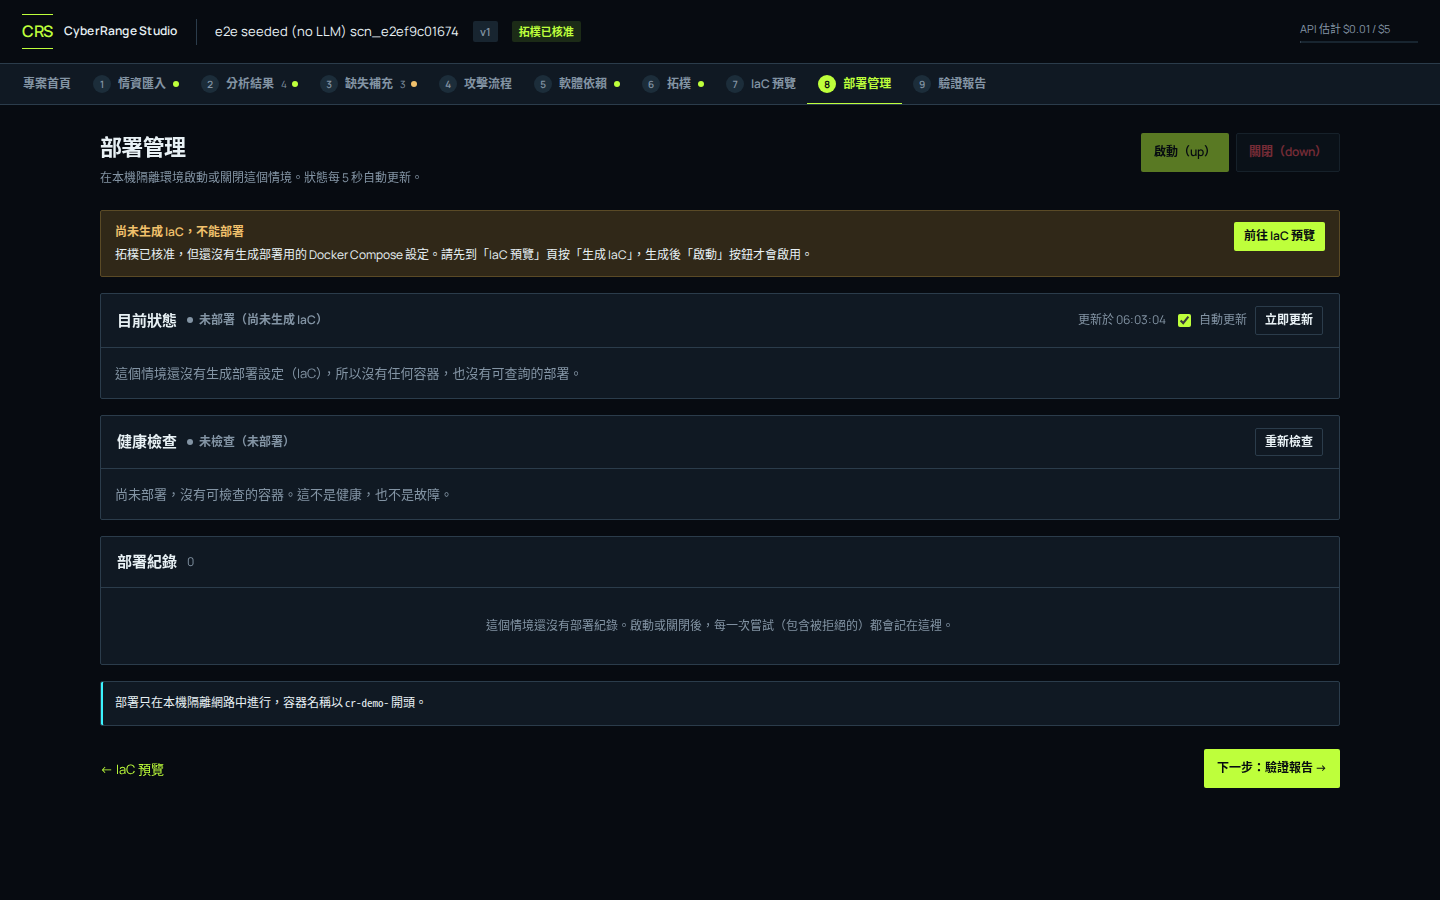 CRS CyberRange Studio e2e seeded (no LLM) scn_e2ef9c01674 v1 拓樸已核准 API 估計 $0.01 / $5
專案首頁 1 情資匯入 2 分析結果 4 3 缺失補充 3 4 攻擊流程 5 軟體依賴 6 拓樸 7 IaC 預覽 8 部署管理 9 驗證報告
部署管理
啟動（up） 關閉（down）
在本機隔離環境啟動或關閉這個情境。狀態每 5 秒自動更新。
尚未生成 IaC，不能部署
前往 IaC 預覽
拓樸已核准，但還沒有生成部署用的 Docker Compose 設定。請先到「IaC 預覽」頁按「生成 IaC」，生成後「啟動」按鈕才會啟用。
目前狀態 未部署（尚未生成 IaC） 更新於 06:03:04 自動更新 立即更新
這個情境還沒有生成部署設定（IaC），所以沒有任何容器，也沒有可查詢的部署。
健康檢查 未檢查（未部署） 重新檢查
尚未部署，沒有可檢查的容器。這不是健康，也不是故障。
部署紀錄 0
這個情境還沒有部署紀錄。啟動或關閉後，每一次嘗試（包含被拒絕的）都會記在這裡。
部署只在本機隔離網路中進行，容器名稱以 cr-demo- 開頭。
← IaC 預覽 下一步：驗證報告 →